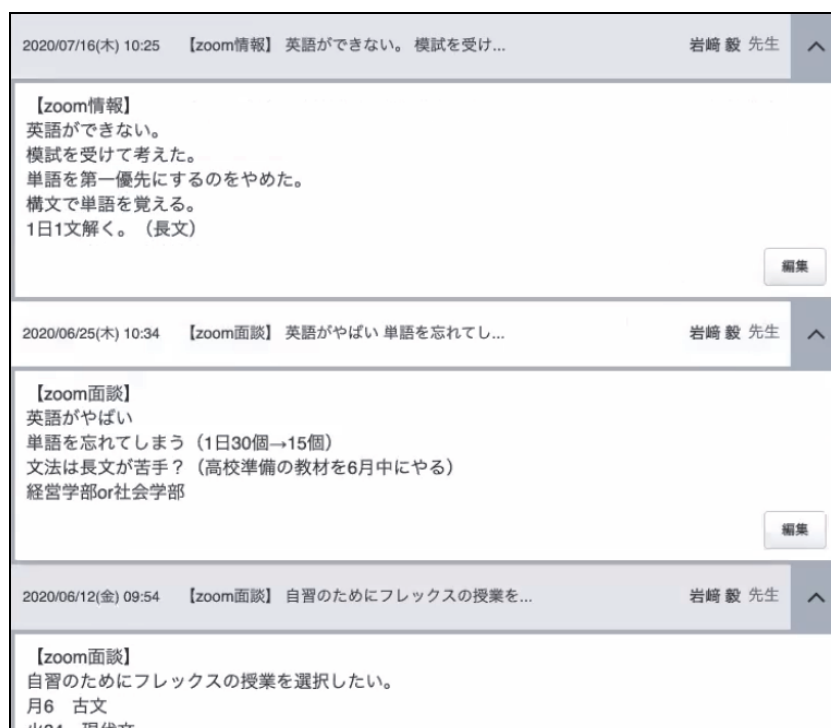 2020/07/16(木) 10:25 【zoom情報】 英語ができない。 模試を受け... 岩﨑 毅 先生
【zoom情報】
英語ができない。
模試を受けて考えた。
単語を第一優先にするのをやめた。
構文で単語を覚える。
1日1文解く。（長文）
編集
2020/06/25(木) 10:34 【zoom面談】 英語がやばい 単語を忘れてし... 岩﨑 毅 先生
【zoom面談】
英語がやばい
単語を忘れてしまう（1日30個→15個）
文法は長文が苦手？（高校準備の教材を6月中にやる）
経営学部or社会学部
編集
2020/06/12(金) 09:54 【zoom面談】 自習のためにフレックスの授業を... 岩﨑 毅 先生
【zoom面談】
自習のためにフレックスの授業を選択したい。
月6 古文